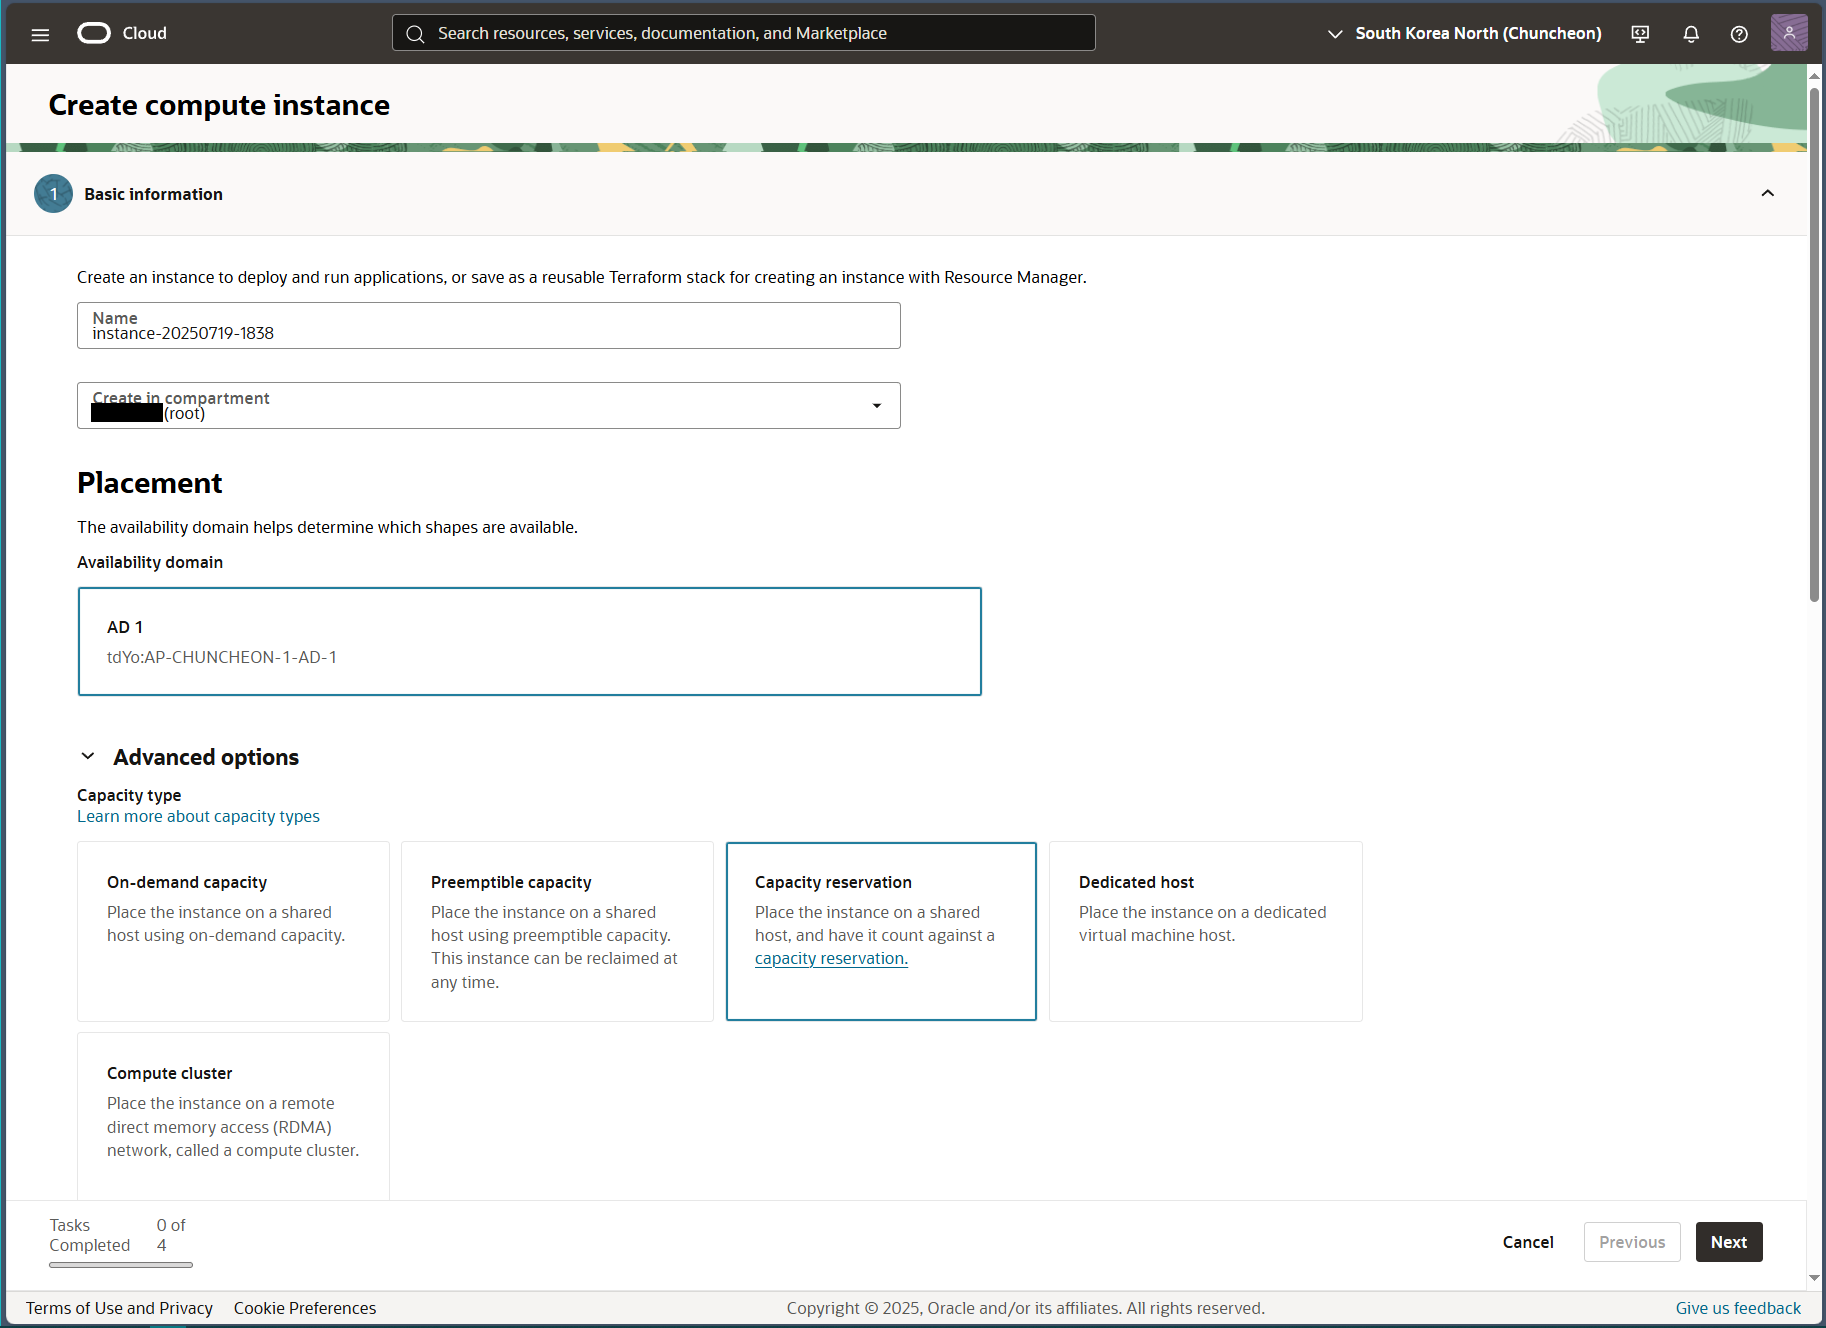 Cloud
Search resources, services, documentation, and Marketplace
South Korea North (Chuncheon)
Create compute instance
1
Basic information
Create an instance to deploy and run applications, or save as a reusable Terraform stack for creating an instance with Resource Manager.
Name
instance-20250719-1838
Create in compartment
(root)
Placement
The availability domain helps determine which shapes are available.
Availability domain
AD 1
tdYo:AP-CHUNCHEON-1-AD-1
Advanced options
Capacity type
Learn more about capacity types
On-demand capacity
Place the instance on a shared
host using on-demand capacity.
Preemptible capacity
Place the instance on a shared
host using preemptible capacity.
This instance can be reclaimed at
any time.
Capacity reservation
Place the instance on a shared
host, and have it count against a
capacity reservation.
Dedicated host
Place the instance on a dedicated
virtual machine host.
Compute cluster
Place the instance on a remote
direct memory access (RDMA)
network, called a compute cluster.
Tasks
Completed
0 of
4
Cancel
Previous
Next
Terms of Use and Privacy
Cookie Preferences
Copyright © 2025, Oracle and/or its affiliates. All rights reserved.
Give us feedback